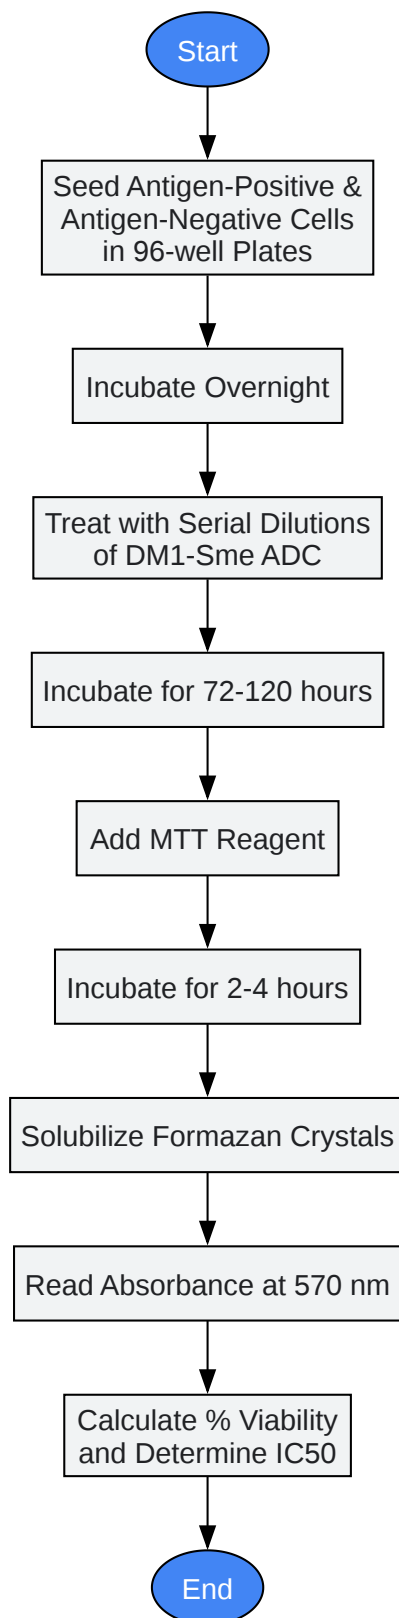 Start
Seed Antigen-Positive &
Antigen-Negative Cells
in 96-well Plates
Incubate Overnight
Treat with Serial Dilutions
of DM1-Sme ADC
Incubate for 72-120 hours
Add MTT Reagent
Incubate for 2-4 hours
Solubilize Formazan Crystals
Read Absorbance at 570 nm
Calculate % Viability
and Determine IC50
End